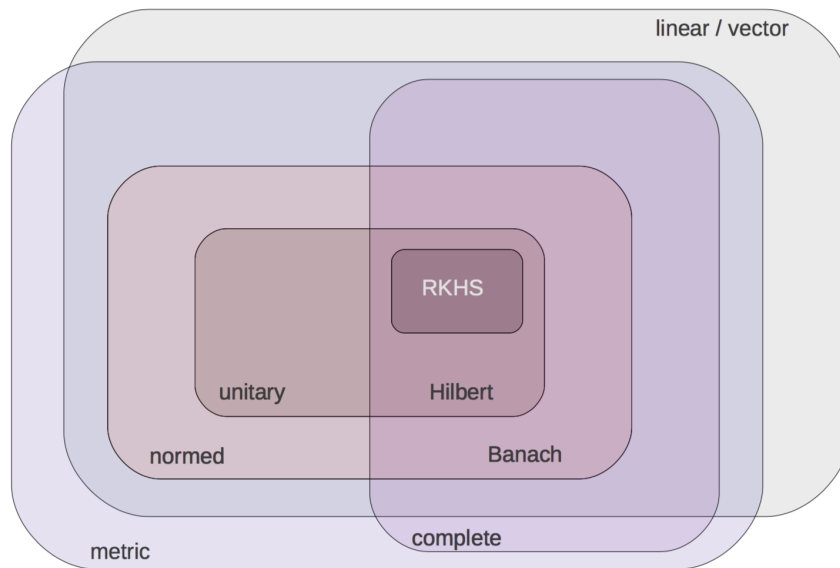 linear / vector
RKHS
unitary
Hilbert
normed
Banach
complete
metric